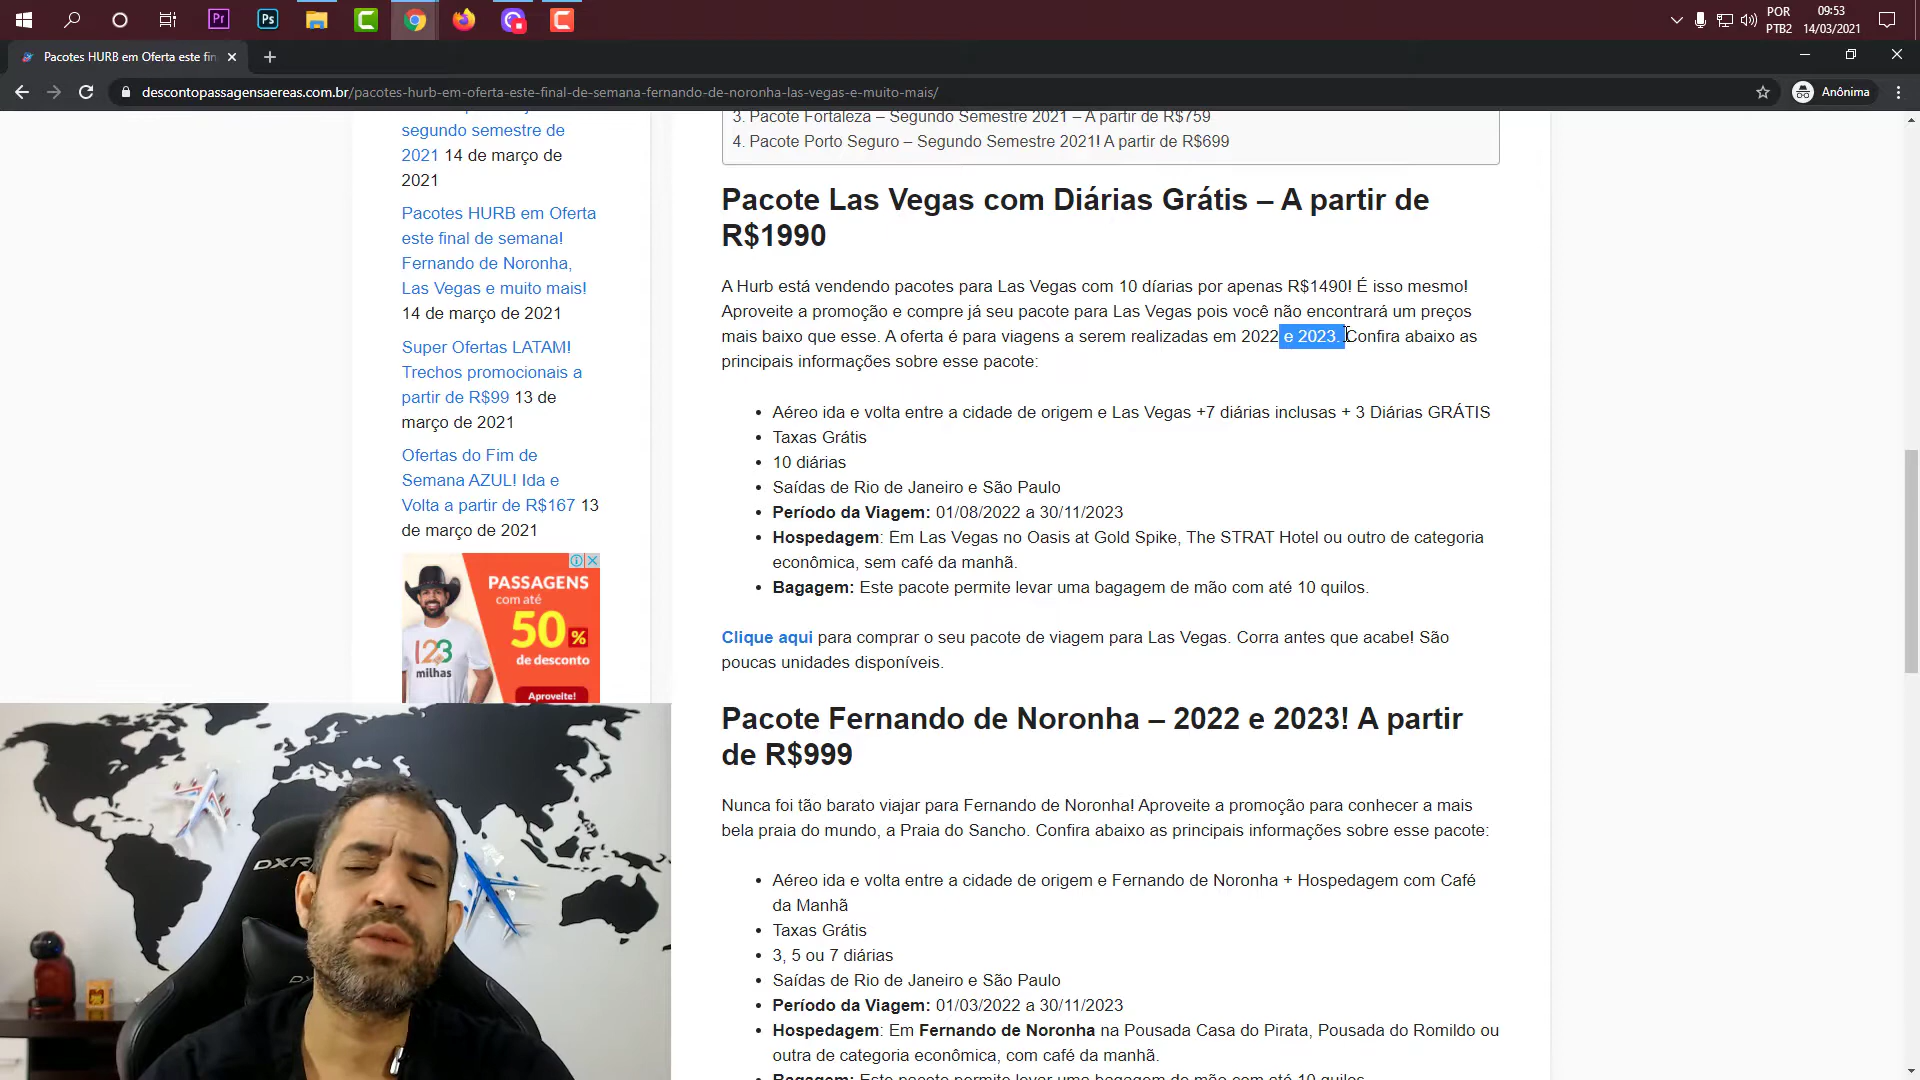 POR
PTB2
09:53
14/03/2021
Pacotes HURB em Oferta este fin
descontopassagensaereas.com.br/pacotes-hurb-em-oferta-este-final-de-semana-fernando-de-noronha-las-vegas-e-muito-mais/
Anônima
segundo semestre de
2021 14 de março de
2021
Pacotes HURB em Oferta
este final de semana!
Fernando de Noronha,
Las Vegas e muito mais!
14 de março de 2021
Super Ofertas LATAM!
Trechos promocionais a
partir de R$99 13 de
março de 2021
Ofertas do Fim de
Semana AZUL! Ida e
Volta a partir de R$167 13
de março de 2021
PASSAGENS
com até
50 %
de desconto
123
milhas
Aproveite!
3. Pacote Fortaleza – Segundo Semestre 2021 – A partir de R$759
4. Pacote Porto Seguro – Segundo Semestre 2021! A partir de R$699
Pacote Las Vegas com Diárias Grátis – A partir de
R$1990
A Hurb está vendendo pacotes para Las Vegas com 10 díarias por apenas R$1490! É isso mesmo!
Aproveite a promoção e compre já seu pacote para Las Vegas pois você não encontrará um preços
mais baixo que esse. A oferta é para viagens a serem realizadas em 2022 e 2023. Confira abaixo as
principais informações sobre esse pacote:
• Aéreo ida e volta entre a cidade de origem e Las Vegas +7 diárias inclusas + 3 Diárias GRÁTIS
• Taxas Grátis
• 10 diárias
• Saídas de Rio de Janeiro e São Paulo
• Período da Viagem: 01/08/2022 a 30/11/2023
• Hospedagem: Em Las Vegas no Oasis at Gold Spike, The STRAT Hotel ou outro de categoria
econômica, sem café da manhã.
• Bagagem: Este pacote permite levar uma bagagem de mão com até 10 quilos.
Clique aqui para comprar o seu pacote de viagem para Las Vegas. Corra antes que acabe! São
poucas unidades disponíveis.
Pacote Fernando de Noronha – 2022 e 2023! A partir
de R$999
Nunca foi tão barato viajar para Fernando de Noronha! Aproveite a promoção para conhecer a mais
bela praia do mundo, a Praia do Sancho. Confira abaixo as principais informações sobre esse pacote:
• Aéreo ida e volta entre a cidade de origem e Fernando de Noronha + Hospedagem com Café
da Manhã
• Taxas Grátis
• 3, 5 ou 7 diárias
• Saídas de Rio de Janeiro e São Paulo
• Período da Viagem: 01/03/2022 a 30/11/2023
• Hospedagem: Em Fernando de Noronha na Pousada Casa do Pirata, Pousada do Romildo ou
outra de categoria econômica, com café da manhã.
• Bagagem: Este pacote permite levar uma bagagem de mão com até 10 quilos.
DXR